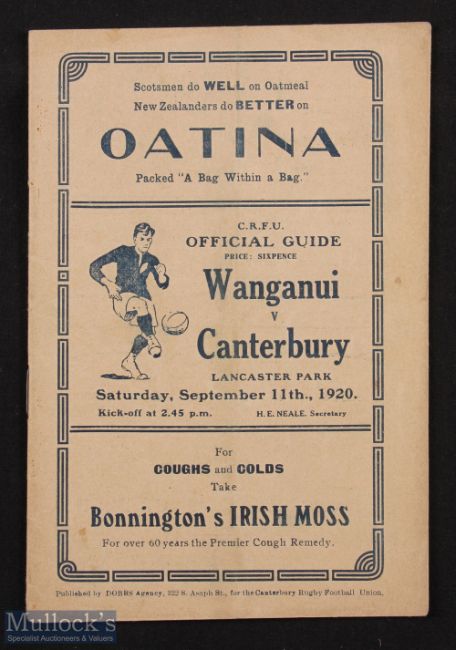 Scotsmen do WELL on Oatmeal
New Zealanders do BETTER on
OATINA
Packed "A Bag Within a Bag."
C.R.F.U.
OFFICIAL GUIDE
PRICE: SIXPENCE
Wanganui
v
Canterbury
LANCASTER PARK
Saturday, September 11th., 1920.
Kick-off at 2.45 p.m. H. E. NEALE. Secretary
For
COUGHS and COLDS
Take
Bonnington's IRISH MOSS
For over 60 years the Premier Cough Remedy.
Published by DOBBS Agency, 222 S. Asaph St., for the Canterbury Rugby Football Union.
Mullock's
Specialist Auctioneers & Valuers